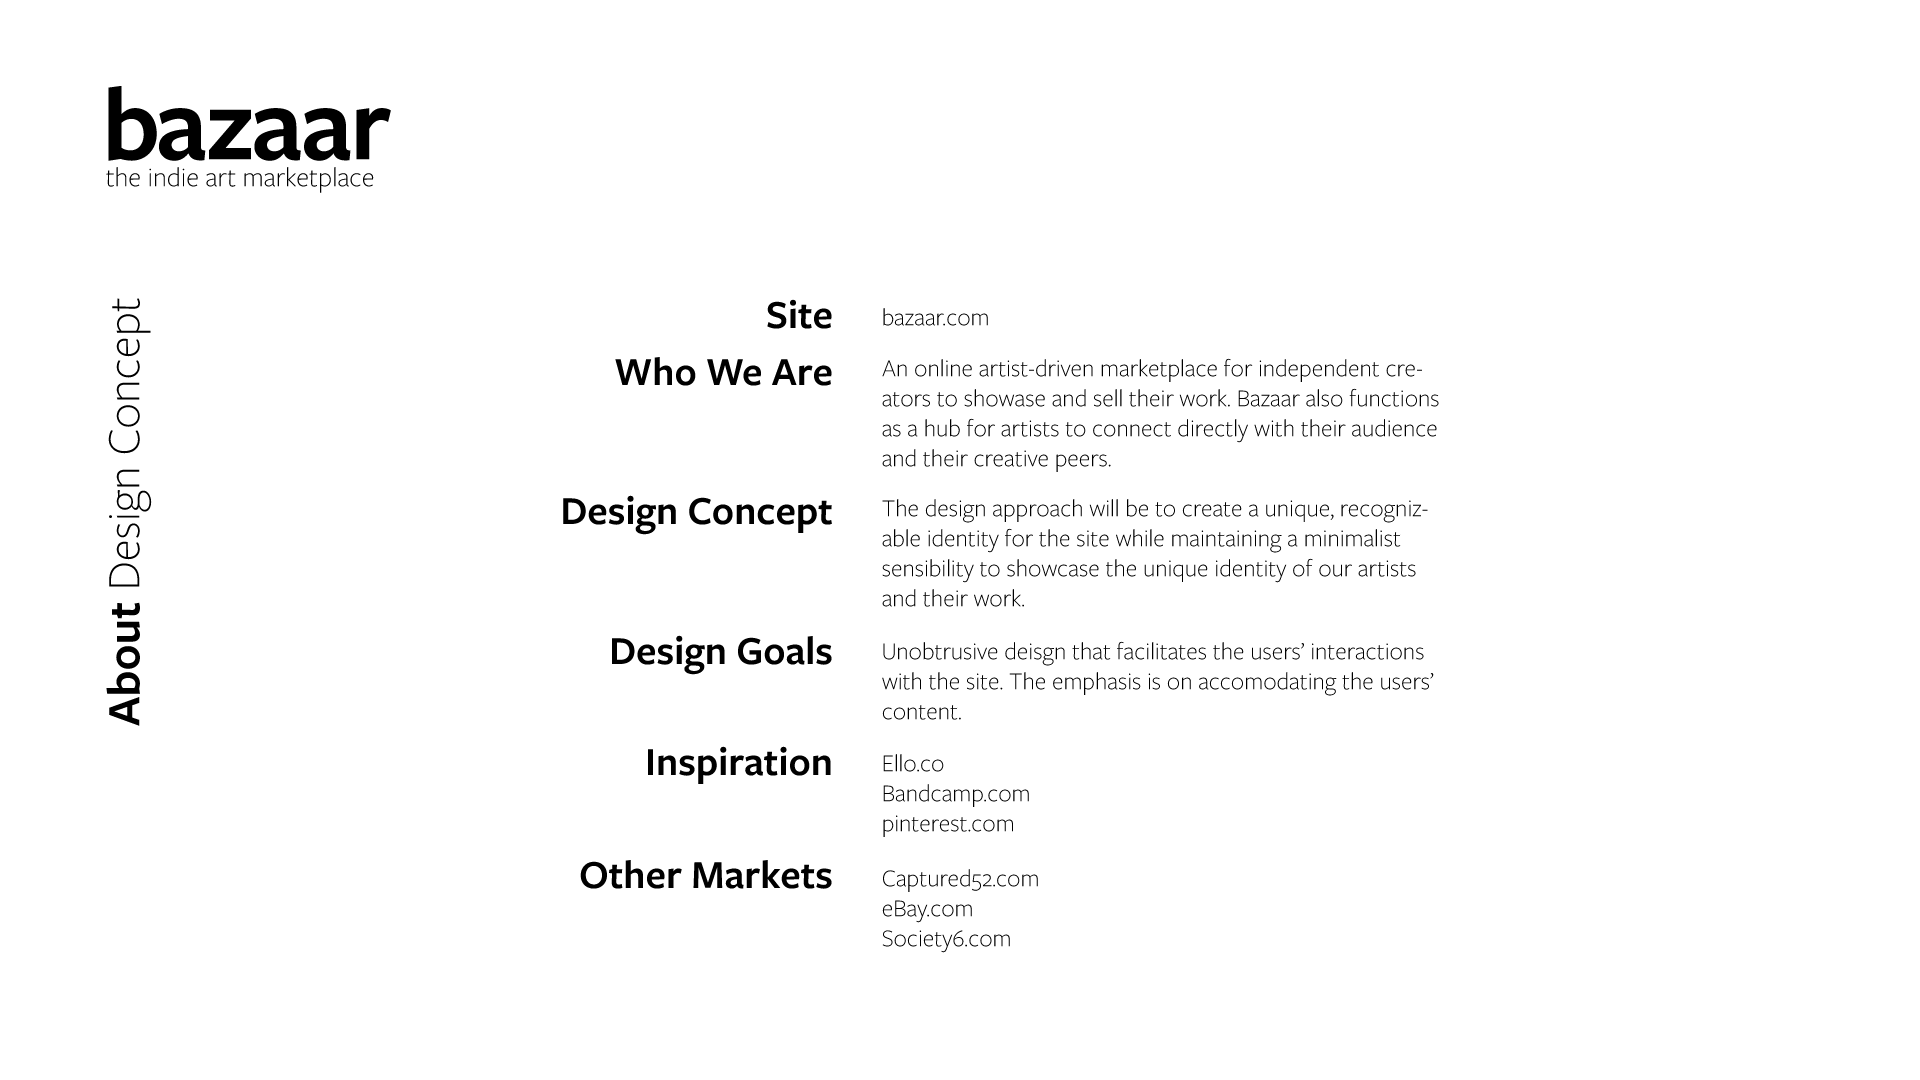 bazaar
the indie art marketplace
About Design Concept
Site
bazaar.com
Who We Are
An online artist-driven marketplace for independent cre-
ators to showase and sell their work. Bazaar also functions
as a hub for artists to connect directly with their audience
and their creative peers.
Design Concept
The design approach will be to create a unique, recogniz-
able identity for the site while maintaining a minimalist
sensibility to showcase the unique identity of our artists
and their work.
Design Goals
Unobtrusive deisgn that facilitates the users’ interactions
with the site. The emphasis is on accomodating the users’
content.
Inspiration
Ello.co
Bandcamp.com
pinterest.com
Other Markets
Captured52.com
eBay.com
Society6.com